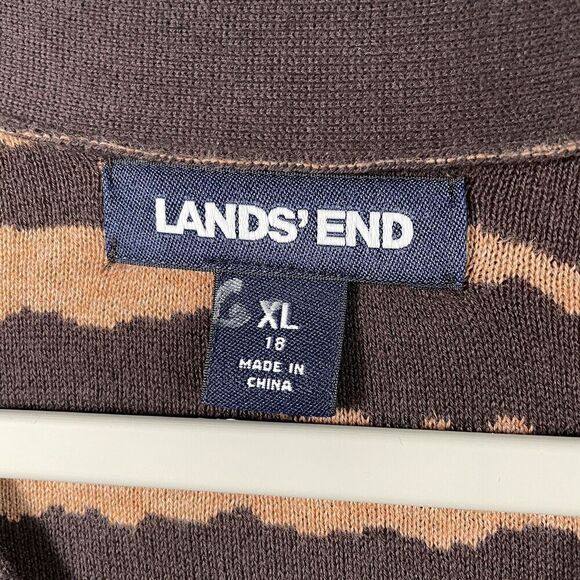 LANDS' END
XL
18
MADE IN
CHINA